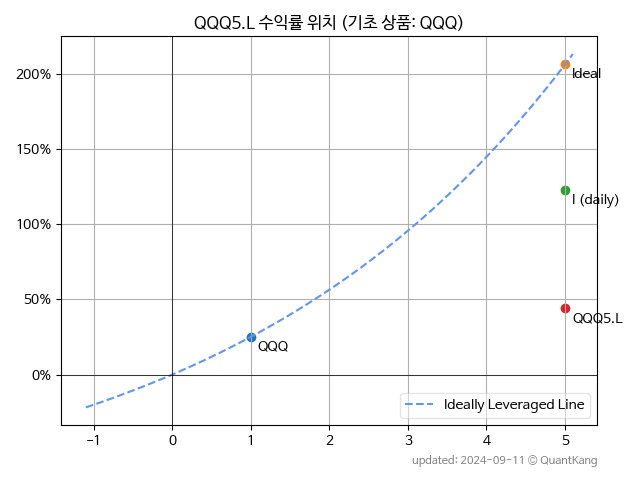 QQQ5.L 수익률 위치 (기초 상품: QQQ)
200%
150%
100%
50%
0%
Ideal
I (daily)
QQQ5.L
QQQ
Ideally Leveraged Line
-1 0 1 2 3 4 5
updated: 2024-09-11 © QuantKang